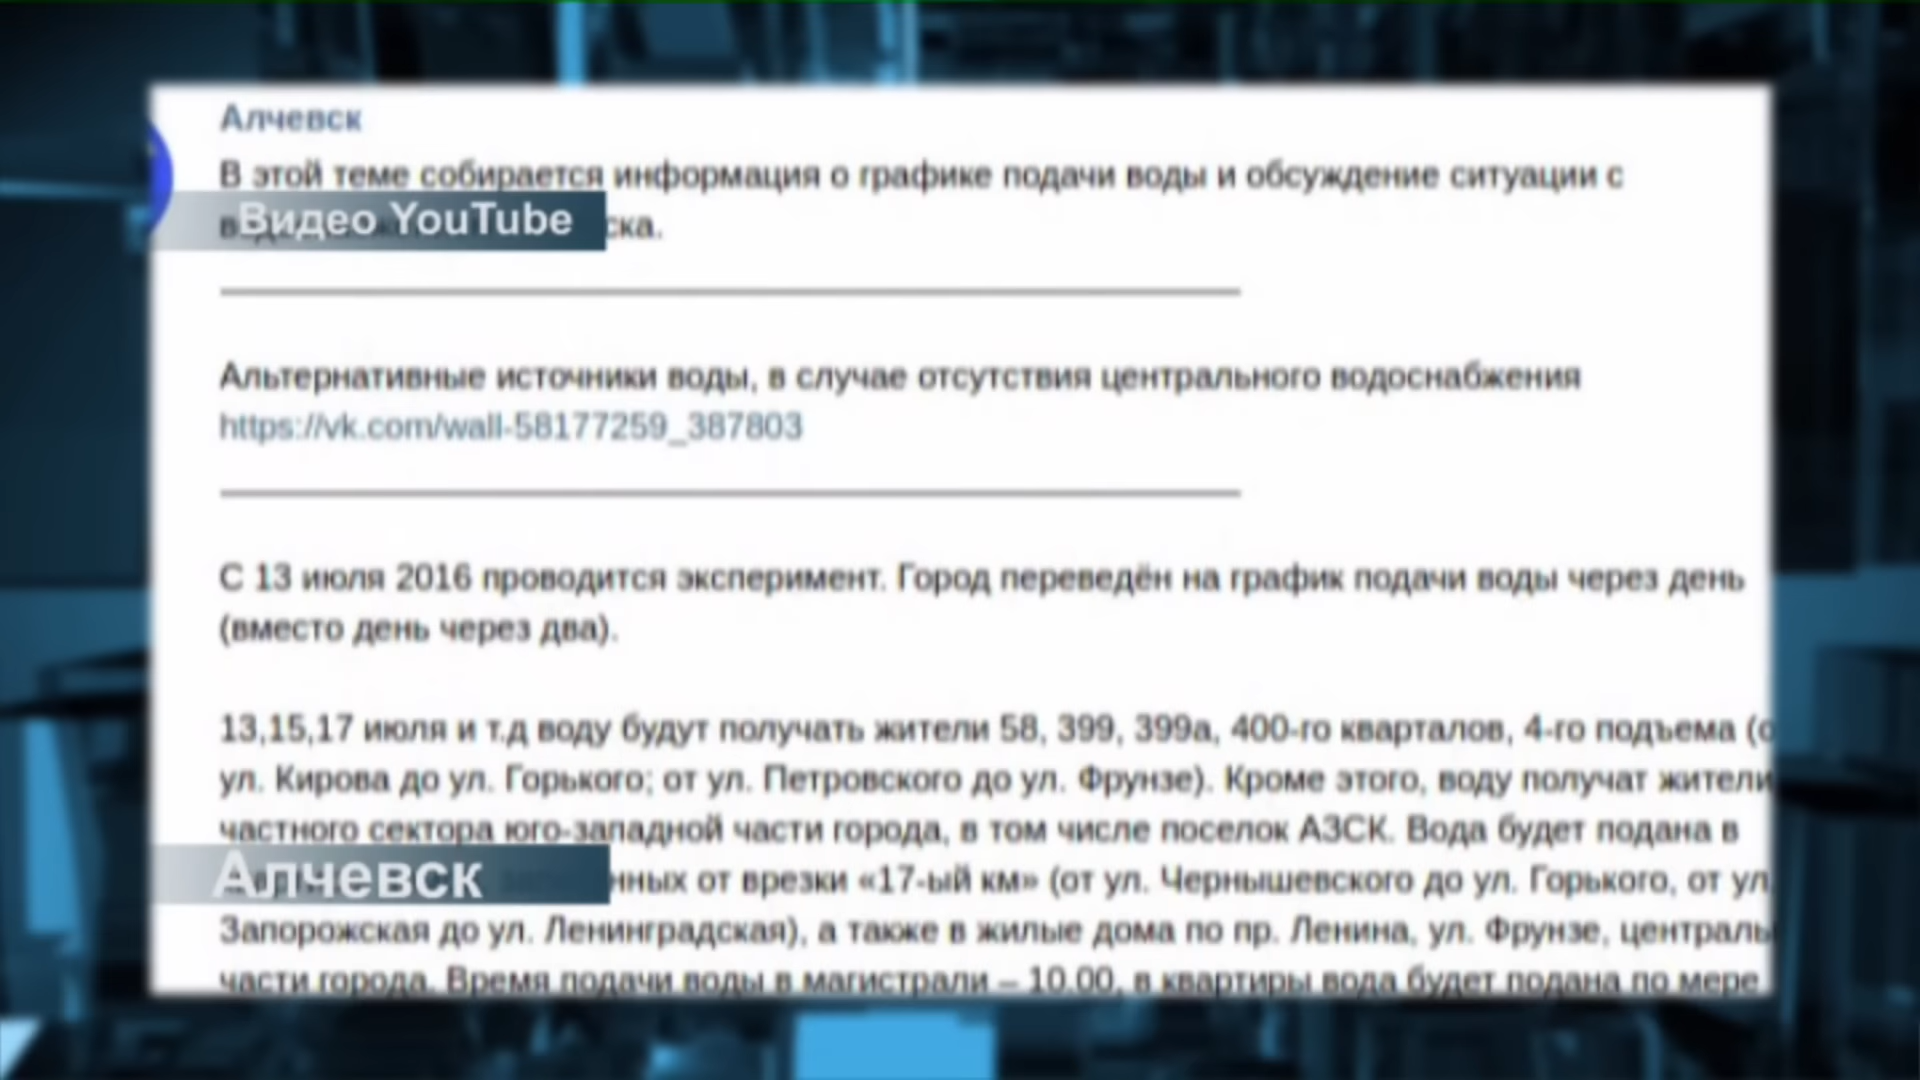 Алчевск
В этой теме собирается информация о графике подачи воды и обсуждение ситуации с
Видео YouTube
ска.
Альтернативные источники воды, в случае отсутствия центрального водоснабжения
https://vk.com/wall-58177259_387803
С 13 июля 2016 проводится эксперимент. Город переведён на график подачи воды через день
(вместо день через два).
13,15,17 июля и т.д воду будут получать жители 58, 399, 399а, 400-го кварталов, 4-го подъема (о
ул. Кирова до ул. Горького; от ул. Петровского до ул. Фрунзе). Кроме этого, воду получат жители
частного сектора юго-западной части города, в том числе поселок АЗСК. Вода будет подана в
Алчевск
нных от врезки «17-ый км» (от ул. Чернышевского до ул. Горького, от ул.
Запорожская до ул. Ленинградская), а также в жилые дома по пр. Ленина, ул. Фрунзе, централь
части города. Время подачи воды в магистрали – 10.00, в квартиры вода будет подана по мере